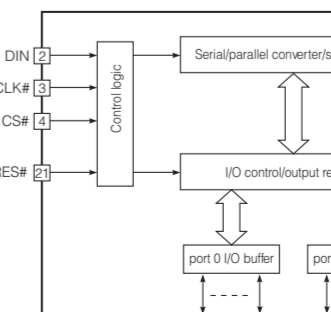 DIN 2
CLK# 3
CS# 4
RES# 21
Control logic
Serial/parallel converter/s
I/O control/output re
port 0 I/O buffer
por